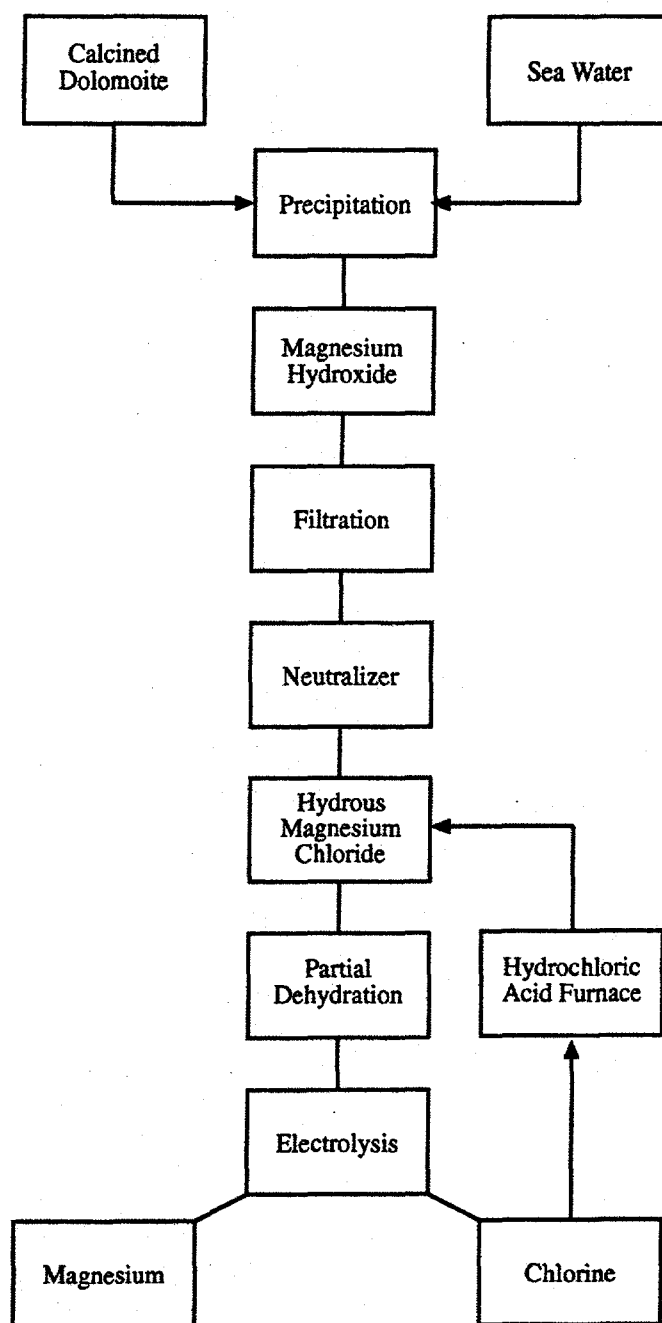 Calcined
Dolomoite
Sea Water
Precipitation
Magnesium
Hydroxide
Filtration
Neutralizer
Hydrous
Magnesium
Chloride
Partial
Dehydration
Hydrochloric
Acid Furnace
Electrolysis
Magnesium
Chlorine